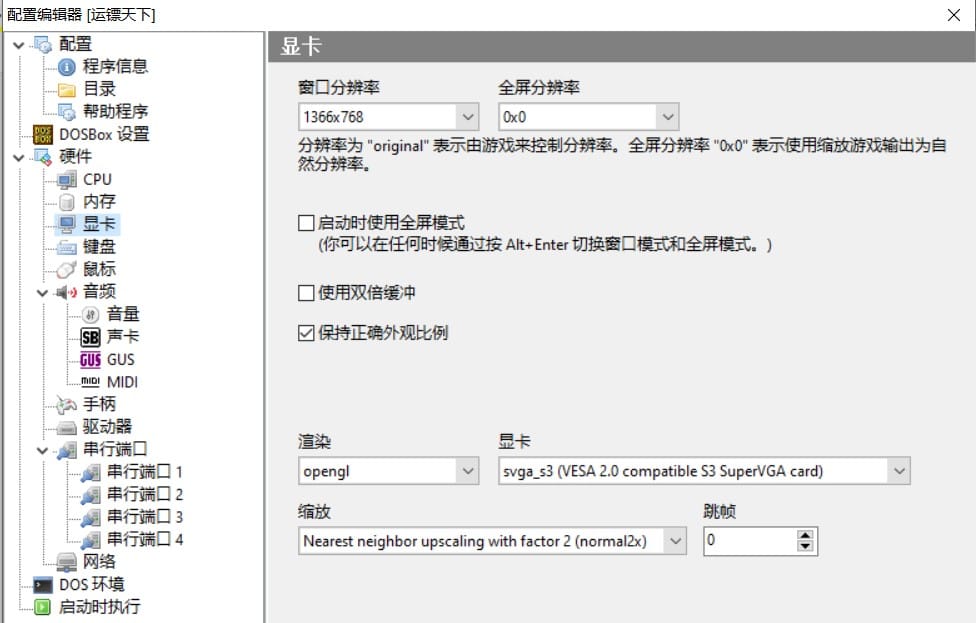 配置编辑器 [运镖天下]
配置
程序信息
目录
帮助程序
DOSBox 设置
硬件
CPU
内存
显卡
键盘
鼠标
音频
音量
SB 声卡
GUS GUS
MIDI MIDI
手柄
驱动器
串行端口
串行端口 1
串行端口 2
串行端口 3
串行端口 4
网络
DOS 环境
启动时执行
显卡
窗口分辨率 全屏分辨率
1366x768 0x0
分辨率为 "original" 表示由游戏来控制分辨率。全屏分辨率 "0x0" 表示使用缩放游戏输出为自
然分辨率。
启动时使用全屏模式
(你可以在任何时候通过按 Alt+Enter 切换窗口模式和全屏模式。)
使用双倍缓冲
保持正确外观比例
渲染 显卡
opengl svga_s3 (VESA 2.0 compatible S3 SuperVGA card)
缩放 跳帧
Nearest neighbor upscaling with factor 2 (normal2x) 0